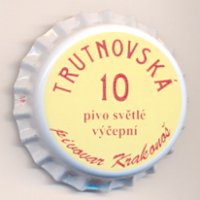 TRUTNOVSKÁ
10
pivo světlé
výčepní
pivovar Krakonoš